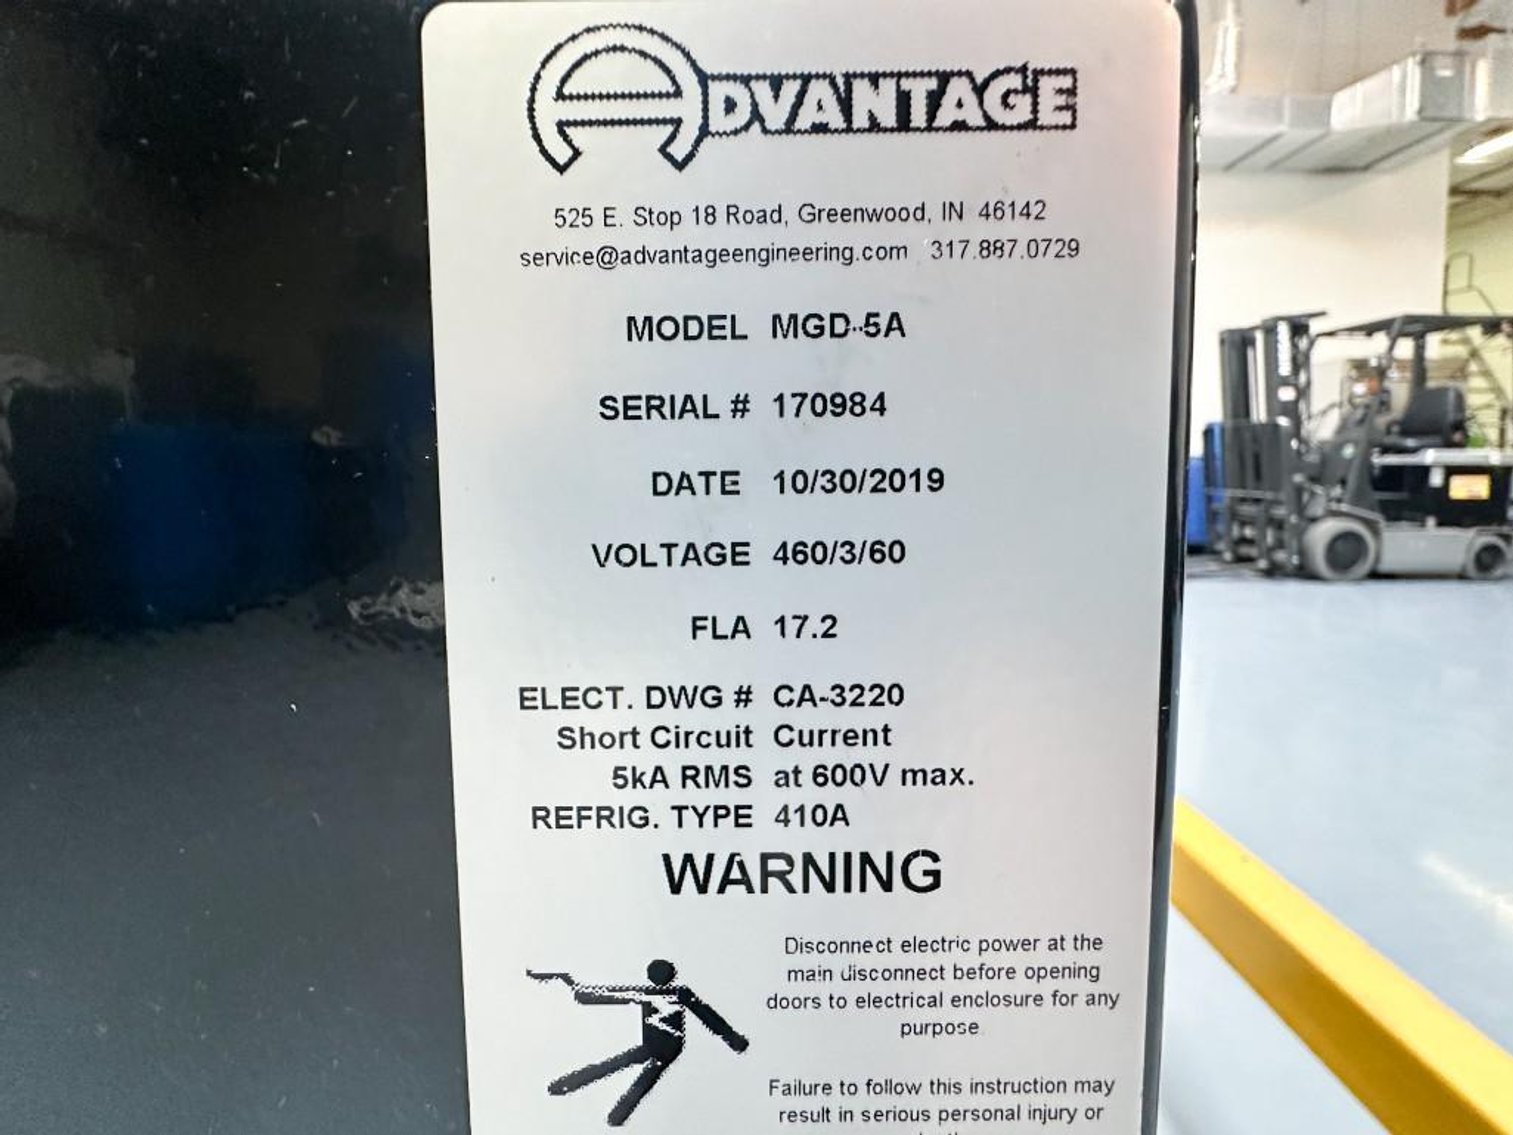 ADVANTAGE
525 E. Stop 18 Road, Greenwood, IN 46142
service@advantageengineering.com 317.887.0729
MODEL MGD-5A
SERIAL # 170984
DATE 10/30/2019
VOLTAGE 460/3/60
FLA 17.2
ELECT. DWG # CA-3220
Short Circuit Current
5kA RMS at 600V max.
REFRIG. TYPE 410A
WARNING
Disconnect electric power at the
main disconnect before opening
doors to electrical enclosure for any
purpose
Failure to follow this instruction may
result in serious personal injury or